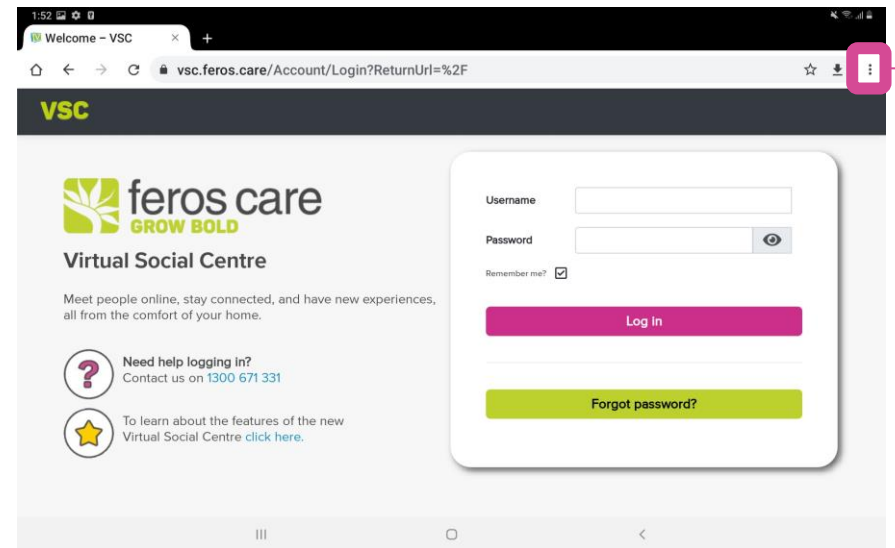 1:52
Welcome – VSC
vsc.feros.care/Account/Login?ReturnUrl=%2F
VSC
feros care
GROW BOLD
Virtual Social Centre
Meet people online, stay connected, and have new experiences,
all from the comfort of your home.
?
Need help logging in?
Contact us on 1300 671 331
To learn about the features of the new
Virtual Social Centre click here.
Username
Password
Remember me?
Log in
Forgot password?